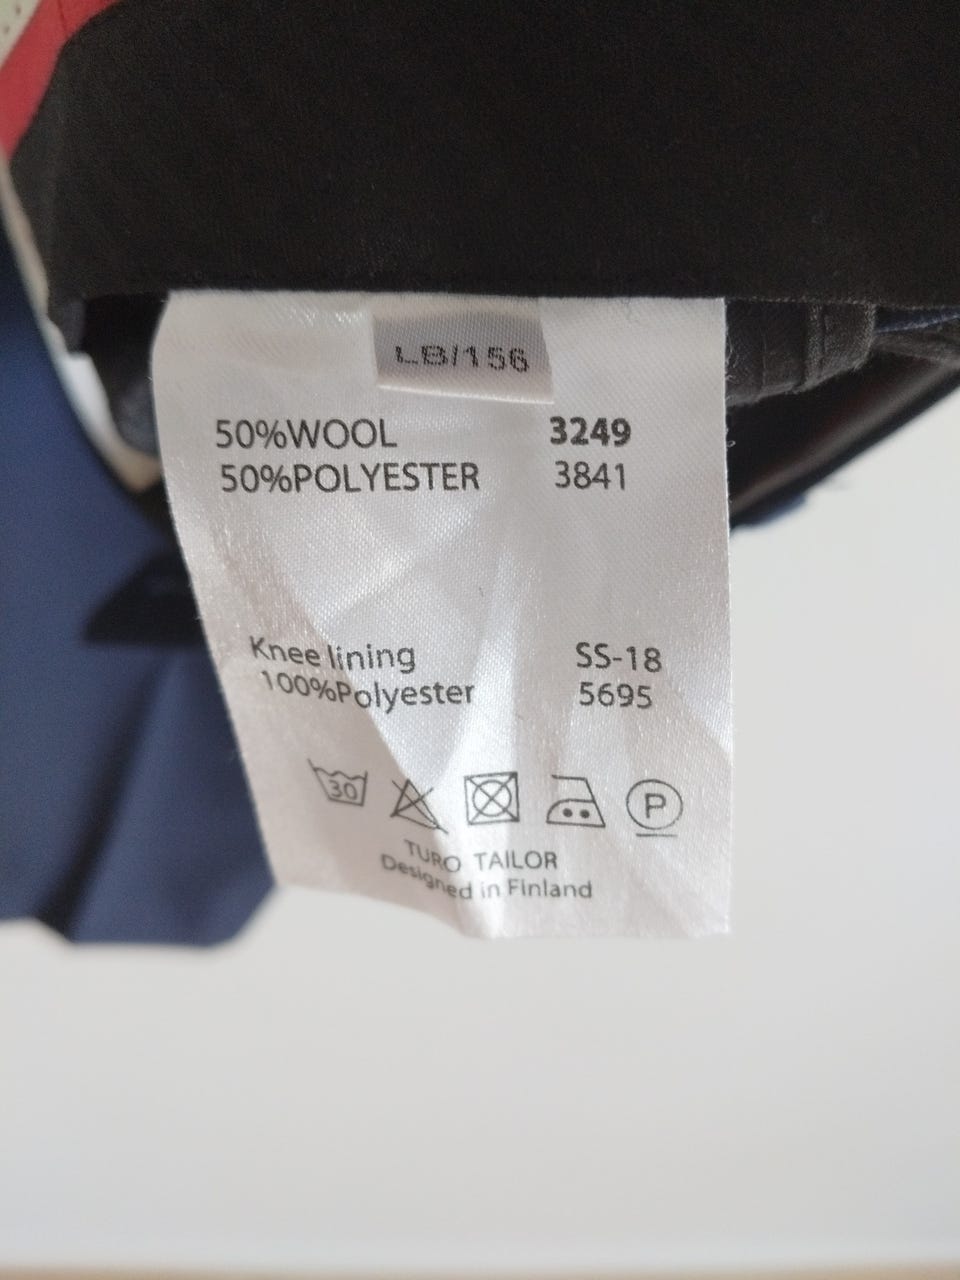 LB/156
50%WOOL 3249
50%POLYESTER 3841
Knee lining SS-18
100%Polyester 5695
30 P
TURO TAILOR
Designed in Finland